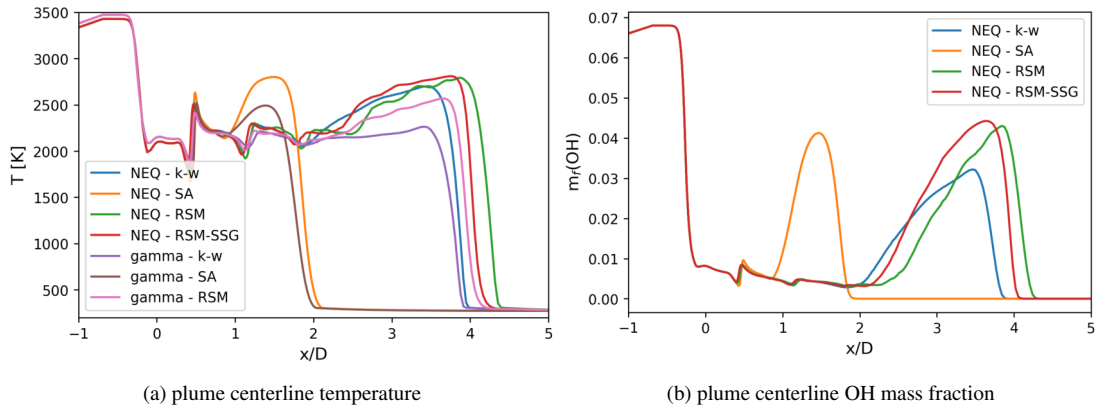 3500
3000
2500
2000
1500
1000
500
T [K]
NEQ - k-w
NEQ - SA
NEQ - RSM
NEQ - RSM-SSG
gamma - k-w
gamma - SA
gamma - RSM
−1 0 1 2 3 4 5
x/D
(a) plume centerline temperature
0.07
0.06
0.05
0.04
0.03
0.02
0.01
0.00
mf(OH)
NEQ - k-w
NEQ - SA
NEQ - RSM
NEQ - RSM-SSG
−1 0 1 2 3 4 5
x/D
(b) plume centerline OH mass fraction